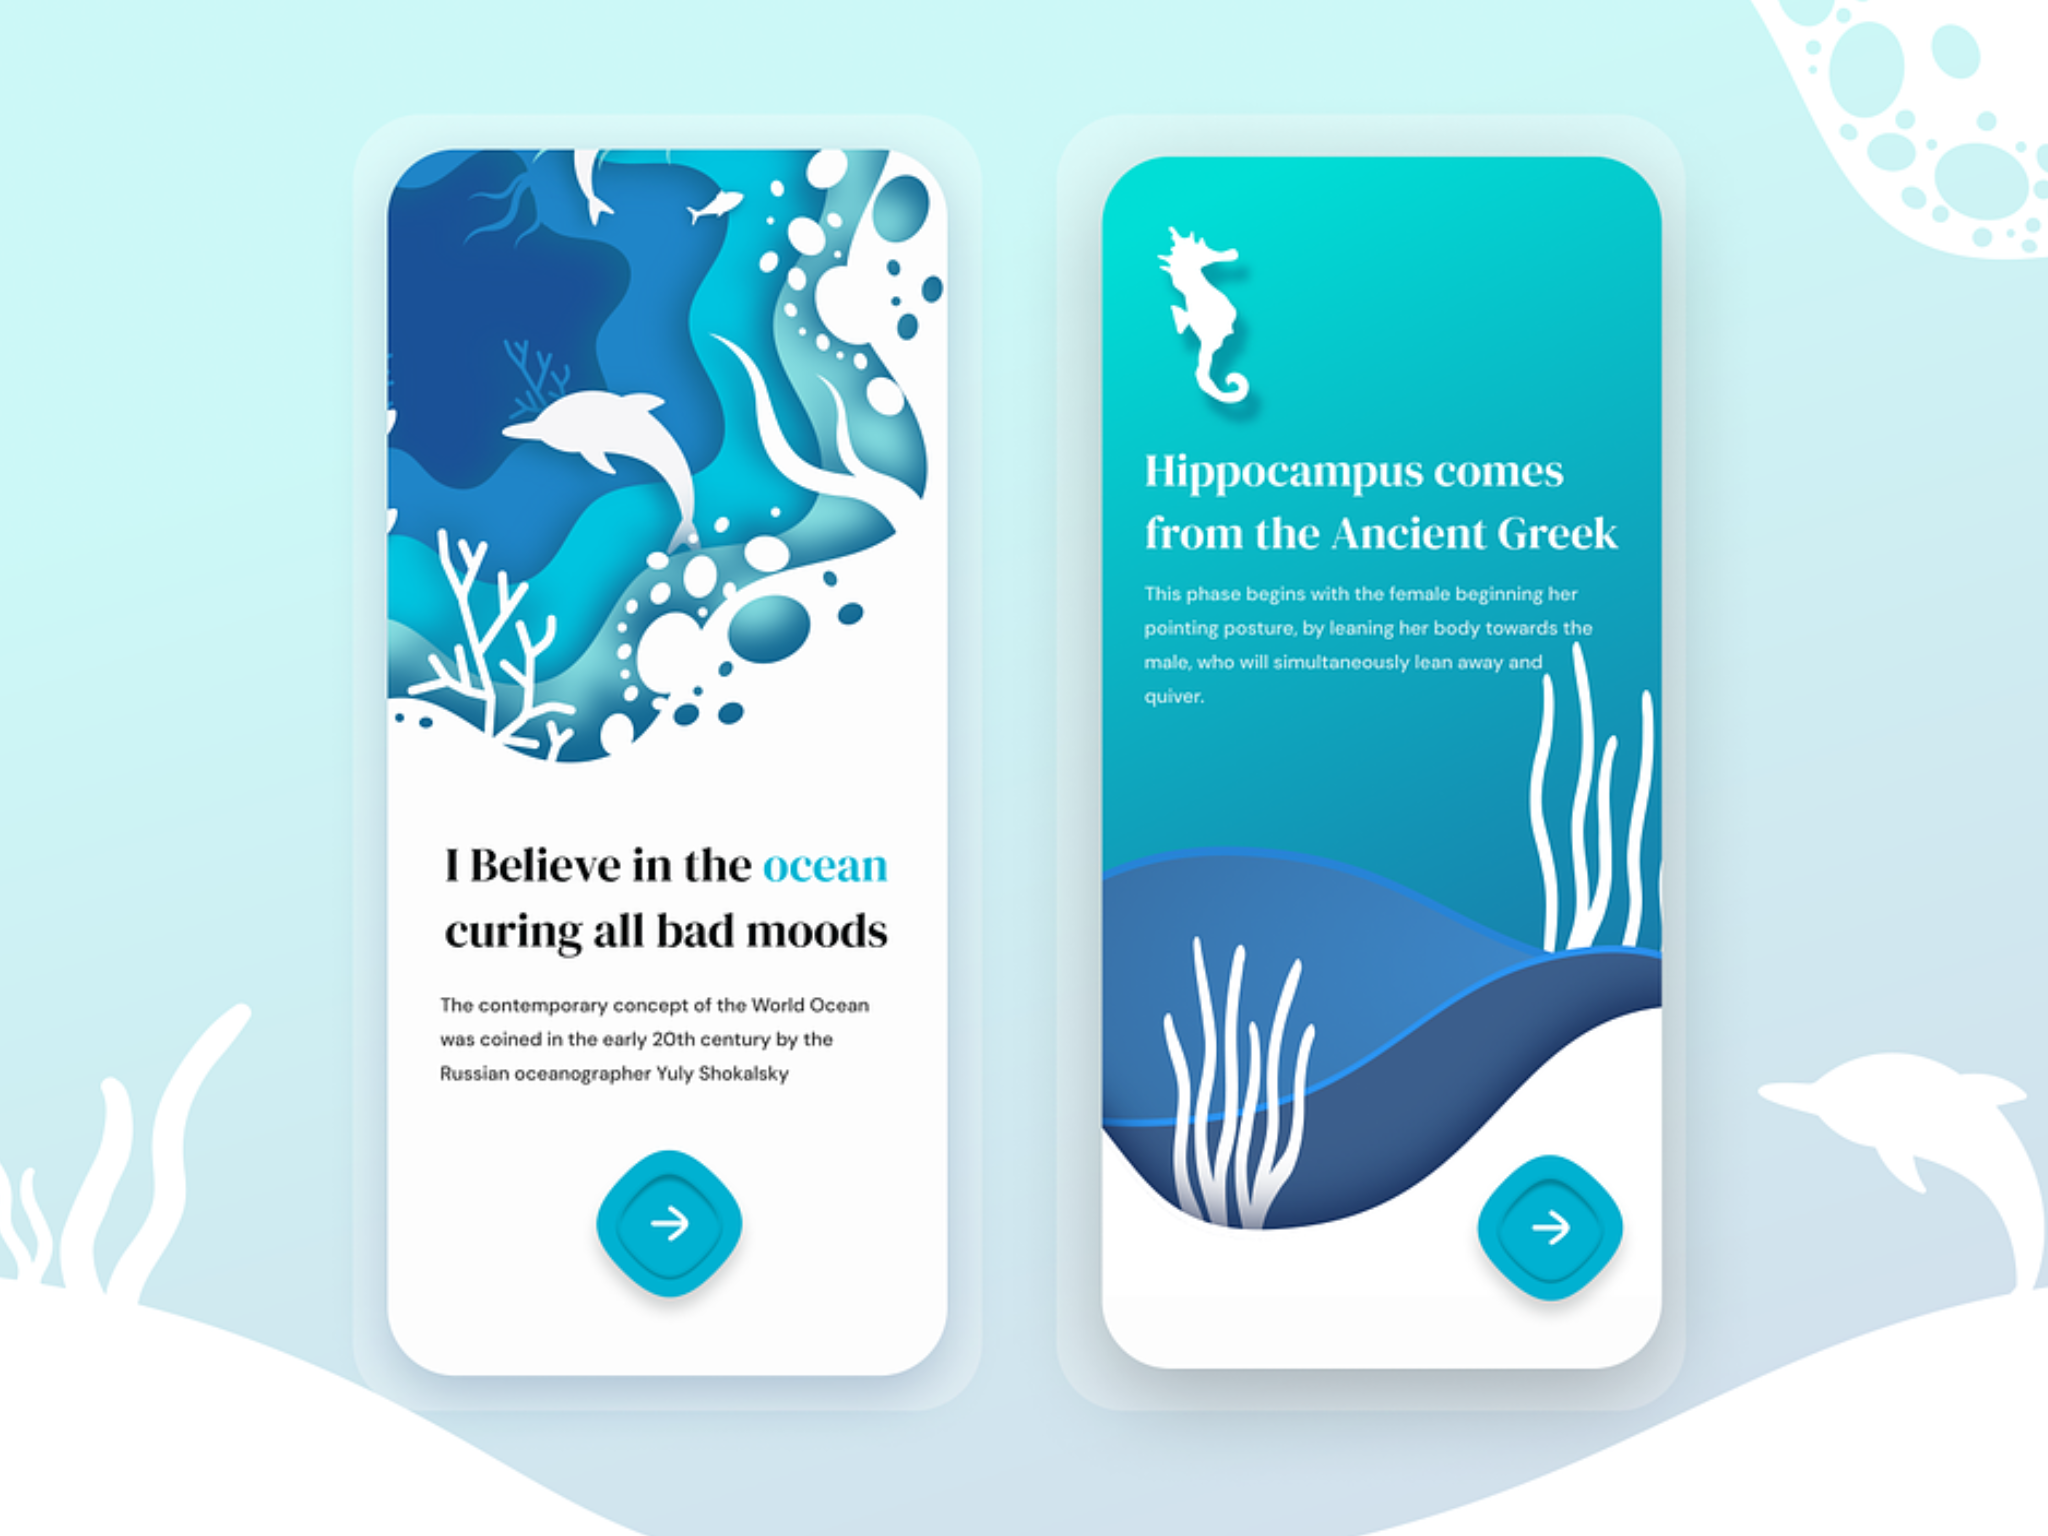 I Believe in the ocean
curing all bad moods
The contemporary concept of the World Ocean
was coined in the early 20th century by the
Russian oceanographer Yuly Shokalsky
Hippocampus comes
from the Ancient Greek
This phase begins with the female beginning her
pointing posture, by leaning her body towards the
male, who will simultaneously lean away and
quiver.